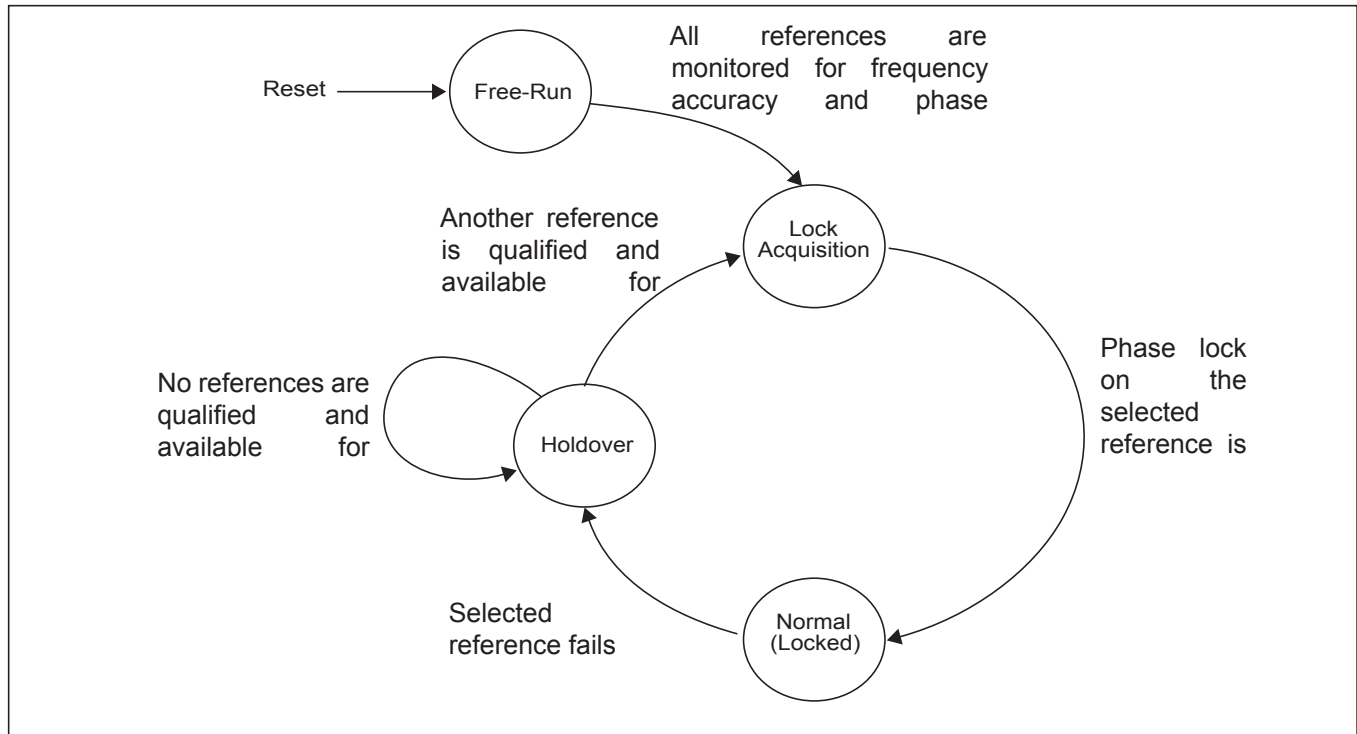 All references are
monitored for frequency
accuracy and phase
Reset
Free-Run
Another reference
is qualified and
available for
Lock
Acquisition
Phase lock
on the
selected
reference is
No references are
qualified and
available for
Holdover
Selected
reference fails
Normal
(Locked)